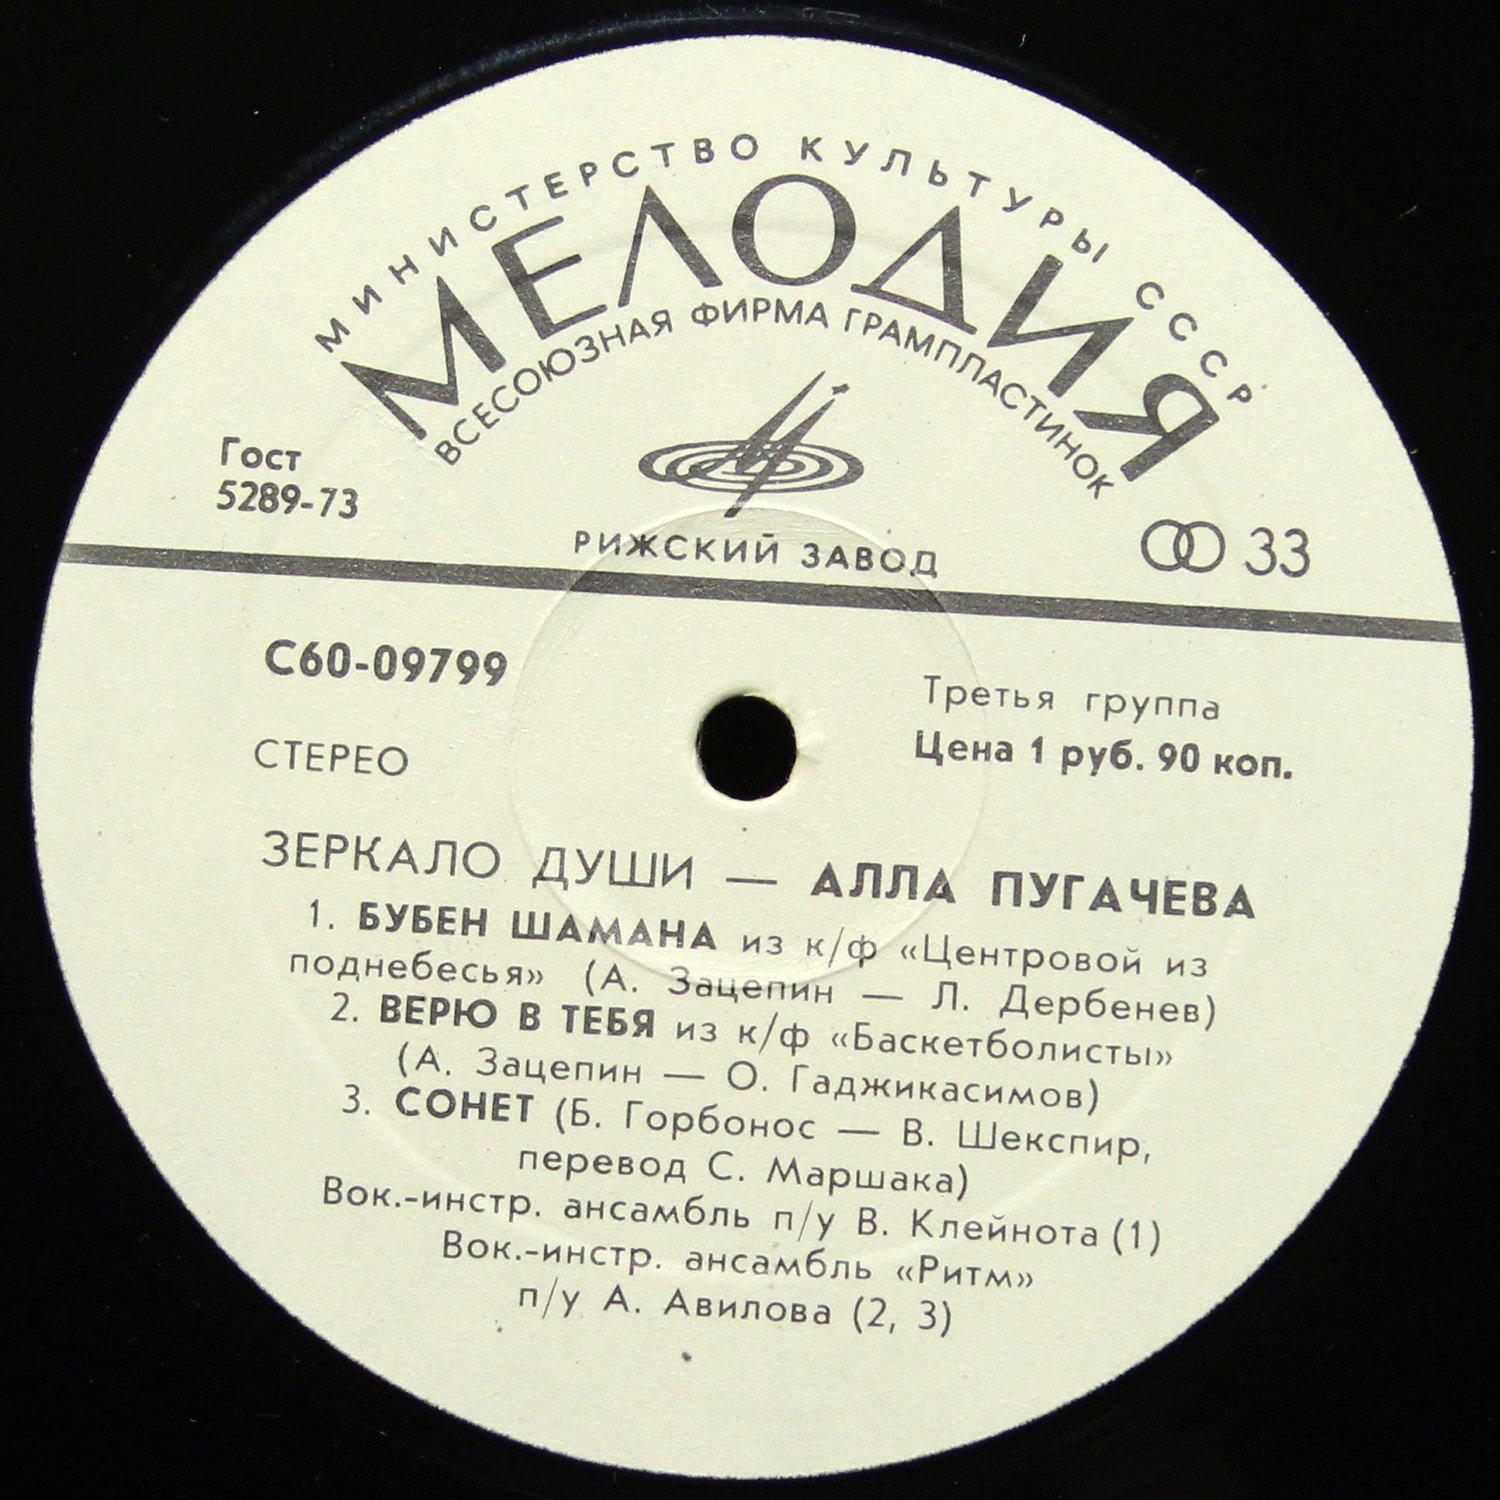 МИНИСТЕРСТВО КУЛЬТУРЫ СССР
МЕЛОДИЯ
ВСЕСОЮЗНАЯ ФИРМА ГРАМПЛАСТИНОК
Гост
5289-73
РИЖСКИЙ ЗАВОД
33
С60-09799
Третья группа
Цена 1 руб. 90 коп.
СТЕРЕО
ЗЕРКАЛО ДУШИ — АЛЛА ПУГАЧЕВА
1. БУБЕН ШАМАНА из к/ф «Центровой из
поднебесья» (А. Зацепин — Л. Дербенев)
2. ВЕРЮ В ТЕБЯ из к/ф «Баскетболисты»
(А. Зацепин — О. Гаджикасимов)
3. СОНЕТ (Б. Горбонос — В. Шекспир,
перевод С. Маршака)
Вок.-инстр. ансамбль п/у В. Клейнота (1)
Вок.-инстр. ансамбль «Ритм»
п/у А. Авилова (2, 3)